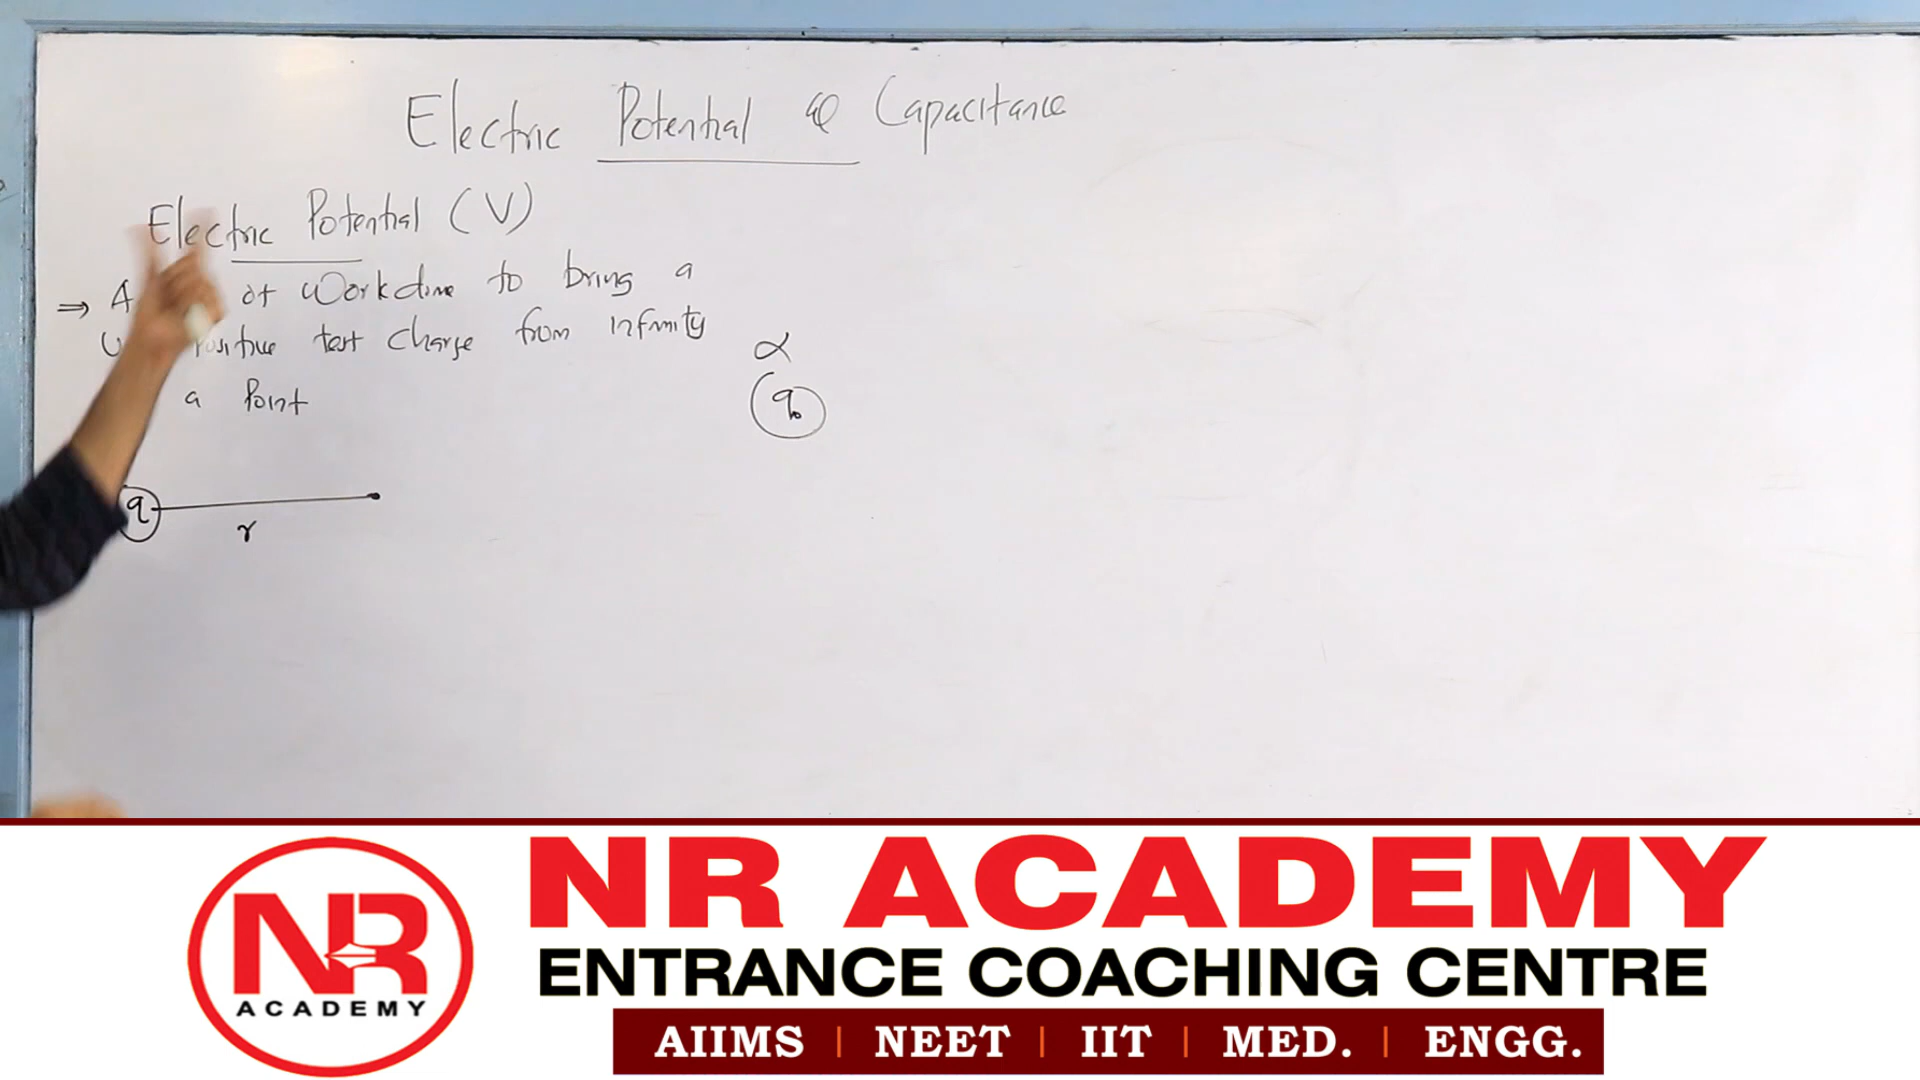 Electric Potential & Capacitance
Electric Potential (V)
⇒ A of Workdone to bring a
positive test charge from infinity
a Point
∝
q₀
q
r
NR
ACADEMY
NR ACADEMY
ENTRANCE COACHING CENTRE
AIIMS | NEET | IIT | MED. | ENGG.